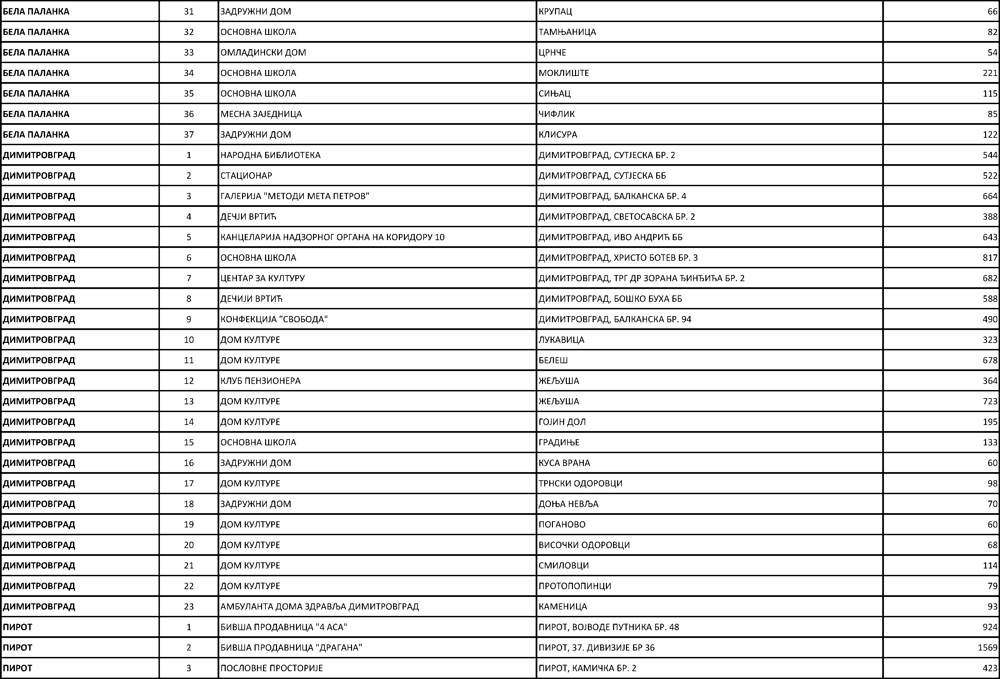 БЕЛА ПАЛАНКА 31 ЗАДРУЖНИ ДОМ КРУПАЦ 66
БЕЛА ПАЛАНКА 32 ОСНОВНА ШКОЛА ТАМЊАНИЦА 82
БЕЛА ПАЛАНКА 33 ОМЛАДИНСКИ ДОМ ЦРНЧЕ 54
БЕЛА ПАЛАНКА 34 ОСНОВНА ШКОЛА МОКЛИШТЕ 221
БЕЛА ПАЛАНКА 35 ОСНОВНА ШКОЛА СИЊАЦ 115
БЕЛА ПАЛАНКА 36 МЕСНА ЗАЈЕДНИЦА ЧИФЛИК 85
БЕЛА ПАЛАНКА 37 ЗАДРУЖНИ ДОМ КЛИСУРА 122
ДИМИТРОВГРАД 1 НАРОДНА БИБЛИОТЕКА ДИМИТРОВГРАД, СУТЈЕСКА БР. 2 544
ДИМИТРОВГРАД 2 СТАЦИОНАР ДИМИТРОВГРАД, СУТЈЕСКА ББ 522
ДИМИТРОВГРАД 3 ГАЛЕРИЈА "МЕТОДИ МЕТА ПЕТРОВ" ДИМИТРОВГРАД, БАЛКАНСКА БР. 4 664
ДИМИТРОВГРАД 4 ДЕЧЈИ ВРТИЋ ДИМИТРОВГРАД, СВЕТОСАВСКА БР. 2 388
ДИМИТРОВГРАД 5 КАНЦЕЛАРИЈА НАДЗОРНОГ ОРГАНА НА КОРИДОРУ 10 ДИМИТРОВГРАД, ИВО АНДРИЋ ББ 643
ДИМИТРОВГРАД 6 ОСНОВНА ШКОЛА ДИМИТРОВГРАД, ХРИСТО БОТЕВ БР. 3 817
ДИМИТРОВГРАД 7 ЦЕНТАР ЗА КУЛТУРУ ДИМИТРОВГРАД, ТРГ ДР ЗОРАНА ЂИНЂИЋА БР. 2 682
ДИМИТРОВГРАД 8 ДЕЧИЈИ ВРТИЋ ДИМИТРОВГРАД, БОШКО БУХА ББ 588
ДИМИТРОВГРАД 9 КОНФЕКЦИЈА "СВОБОДА" ДИМИТРОВГРАД, БАЛКАНСКА БР. 94 490
ДИМИТРОВГРАД 10 ДОМ КУЛТУРЕ ЛУКАВИЦА 323
ДИМИТРОВГРАД 11 ДОМ КУЛТУРЕ БЕЛЕШ 678
ДИМИТРОВГРАД 12 КЛУБ ПЕНЗИОНЕРА ЖЕЉУША 364
ДИМИТРОВГРАД 13 ДОМ КУЛТУРЕ ЖЕЉУША 723
ДИМИТРОВГРАД 14 ДОМ КУЛТУРЕ ГОЈИН ДОЛ 195
ДИМИТРОВГРАД 15 ОСНОВНА ШКОЛА ГРАДИЊЕ 133
ДИМИТРОВГРАД 16 ЗАДРУЖНИ ДОМ КУСА ВРАНА 60
ДИМИТРОВГРАД 17 ДОМ КУЛТУРЕ ТРНСКИ ОДОРОВЦИ 98
ДИМИТРОВГРАД 18 ЗАДРУЖНИ ДОМ ДОЊА НЕВЉА 70
ДИМИТРОВГРАД 19 ДОМ КУЛТУРЕ ПОГАНОВО 60
ДИМИТРОВГРАД 20 ДОМ КУЛТУРЕ ВИСОЧКИ ОДОРОВЦИ 68
ДИМИТРОВГРАД 21 ДОМ КУЛТУРЕ СМИЛОВЦИ 114
ДИМИТРОВГРАД 22 ДОМ КУЛТУРЕ ПРОТОПОПИНЦИ 79
ДИМИТРОВГРАД 23 АМБУЛАНТА ДОМА ЗДРАВЉА ДИМИТРОВГРАД КАМЕНИЦА 93
ПИРОТ 1 БИВША ПРОДАВНИЦА "4 АСА" ПИРОТ, ВОЈВОДЕ ПУТНИКА БР. 48 924
ПИРОТ 2 БИВША ПРОДАВНИЦА "ДРАГАНА" ПИРОТ, 37. ДИВИЗИЈЕ БР 36 1569
ПИРОТ 3 ПОСЛОВНЕ ПРОСТОРИЈЕ ПИРОТ, КАМИЧКА БР. 2 423